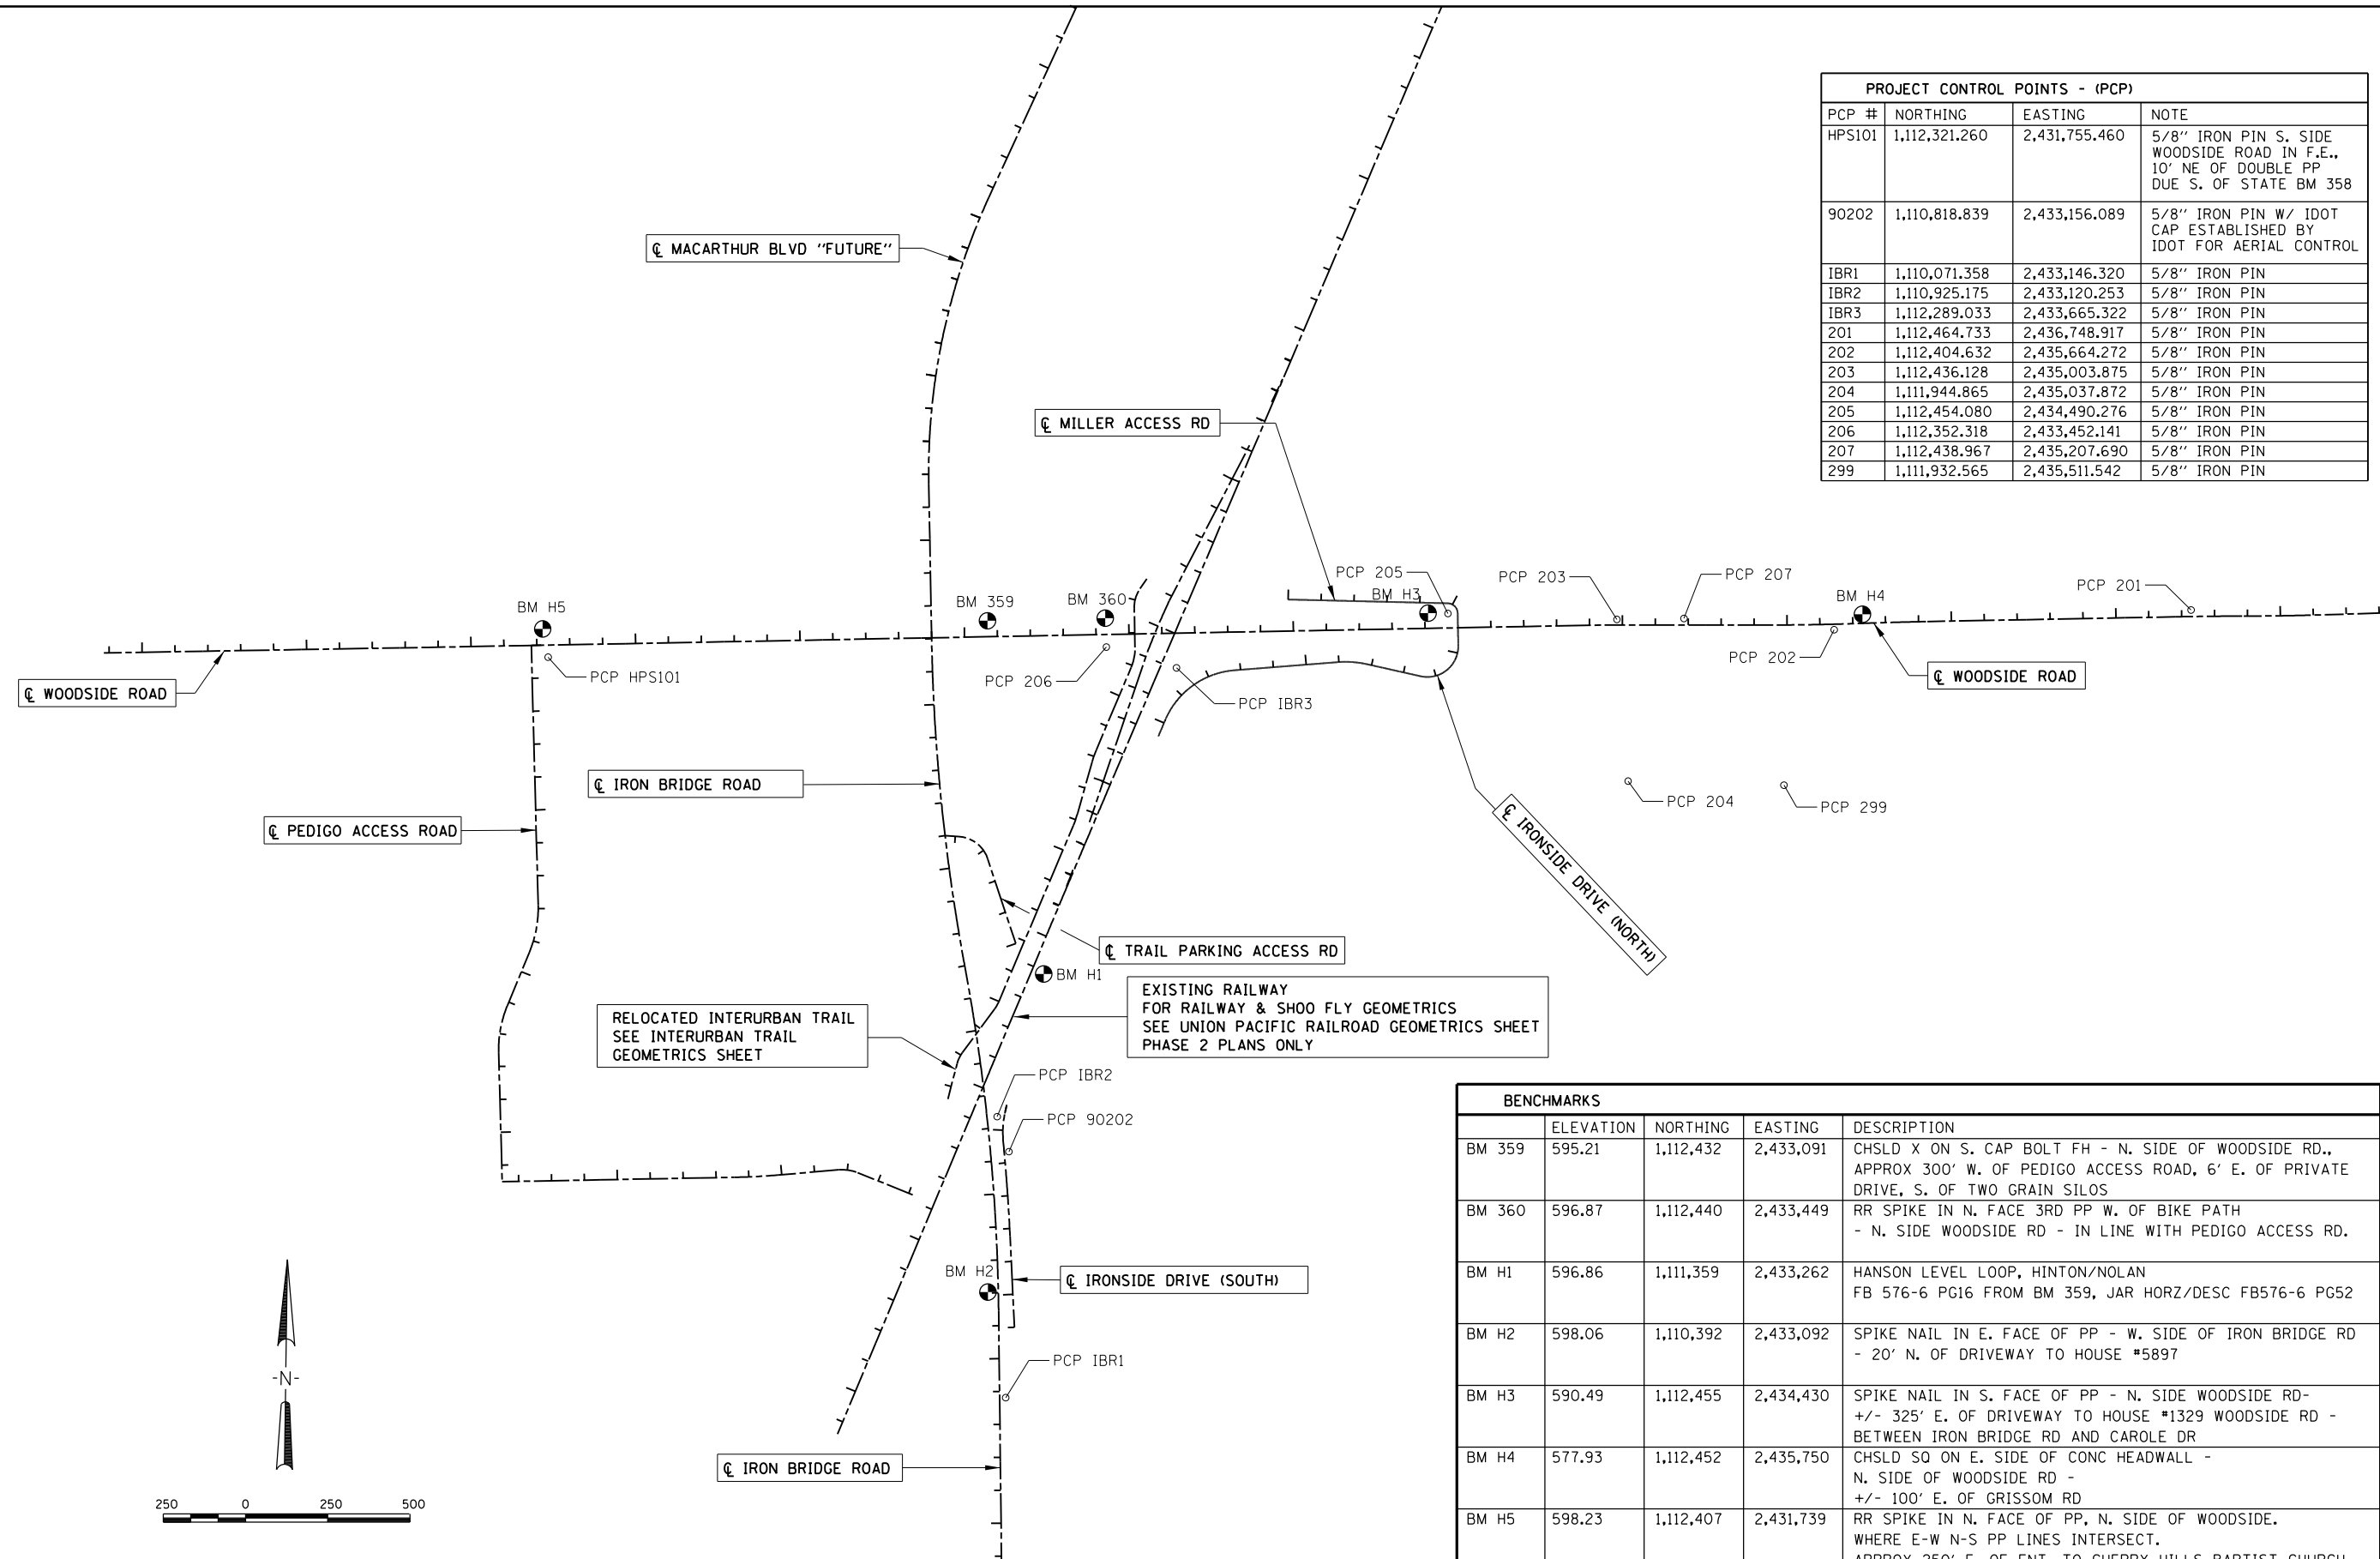 PROJECT CONTROL POINTS - (PCP)
PCP # NORTHING EASTING NOTE
HPS101 1,112,321.260 2,431,755.460 5/8'' IRON PIN S. SIDE
WOODSIDE ROAD IN F.E.,
10' NE OF DOUBLE PP
DUE S. OF STATE BM 358
90202 1,110,818.839 2,433,156.089 5/8'' IRON PIN W/ IDOT
CAP ESTABLISHED BY
IDOT FOR AERIAL CONTROL
IBR1 1,110,071.358 2,433,146.320 5/8'' IRON PIN
IBR2 1,110,925.175 2,433,120.253 5/8'' IRON PIN
IBR3 1,112,289.033 2,433,665.322 5/8'' IRON PIN
201 1,112,464.733 2,436,748.917 5/8'' IRON PIN
202 1,112,404.632 2,435,664.272 5/8'' IRON PIN
203 1,112,436.128 2,435,003.875 5/8'' IRON PIN
204 1,111,944.865 2,435,037.872 5/8'' IRON PIN
205 1,112,454.080 2,434,490.276 5/8'' IRON PIN
206 1,112,352.318 2,433,452.141 5/8'' IRON PIN
207 1,112,438.967 2,435,207.690 5/8'' IRON PIN
299 1,111,932.565 2,435,511.542 5/8'' IRON PIN
℄ MACARTHUR BLVD "FUTURE"
℄ MILLER ACCESS RD
PCP 205
PCP 203
PCP 207
PCP 201
BM H5
BM 359
BM 360
BM H3
BM H4
PCP HPS101
PCP 206
PCP IBR3
PCP 202
℄ WOODSIDE ROAD
℄ WOODSIDE ROAD
℄ IRON BRIDGE ROAD
PCP 204
PCP 299
℄ PEDIGO ACCESS ROAD
℄ IRONSIDE DRIVE (NORTH)
℄ TRAIL PARKING ACCESS RD
BM H1
EXISTING RAILWAY
FOR RAILWAY & SHOO FLY GEOMETRICS
SEE UNION PACIFIC RAILROAD GEOMETRICS SHEET
PHASE 2 PLANS ONLY
RELOCATED INTERURBAN TRAIL
SEE INTERURBAN TRAIL
GEOMETRICS SHEET
PCP IBR2
PCP 90202
BM H2
℄ IRONSIDE DRIVE (SOUTH)
PCP IBR1
℄ IRON BRIDGE ROAD
-N-
250 0 250 500
BENCHMARKS
ELEVATION NORTHING EASTING DESCRIPTION
BM 359 595.21 1,112,432 2,433,091 CHSLD X ON S. CAP BOLT FH - N. SIDE OF WOODSIDE RD.,
APPROX 300' W. OF PEDIGO ACCESS ROAD, 6' E. OF PRIVATE
DRIVE, S. OF TWO GRAIN SILOS
BM 360 596.87 1,112,440 2,433,449 RR SPIKE IN N. FACE 3RD PP W. OF BIKE PATH
- N. SIDE WOODSIDE RD - IN LINE WITH PEDIGO ACCESS RD.
BM H1 596.86 1,111,359 2,433,262 HANSON LEVEL LOOP, HINTON/NOLAN
FB 576-6 PG16 FROM BM 359, JAR HORZ/DESC FB576-6 PG52
BM H2 598.06 1,110,392 2,433,092 SPIKE NAIL IN E. FACE OF PP - W. SIDE OF IRON BRIDGE RD
- 20' N. OF DRIVEWAY TO HOUSE #5897
BM H3 590.49 1,112,455 2,434,430 SPIKE NAIL IN S. FACE OF PP - N. SIDE WOODSIDE RD-
+/- 325' E. OF DRIVEWAY TO HOUSE #1329 WOODSIDE RD -
BETWEEN IRON BRIDGE RD AND CAROLE DR
BM H4 577.93 1,112,452 2,435,750 CHSLD SQ ON E. SIDE OF CONC HEADWALL -
N. SIDE OF WOODSIDE RD -
+/- 100' E. OF GRISSOM RD
BM H5 598.23 1,112,407 2,431,739 RR SPIKE IN N. FACE OF PP, N. SIDE OF WOODSIDE.
WHERE E-W N-S PP LINES INTERSECT.
APPROX 250' E. OF ENT. TO CHERRY HILLS BAPTIST CHURCH